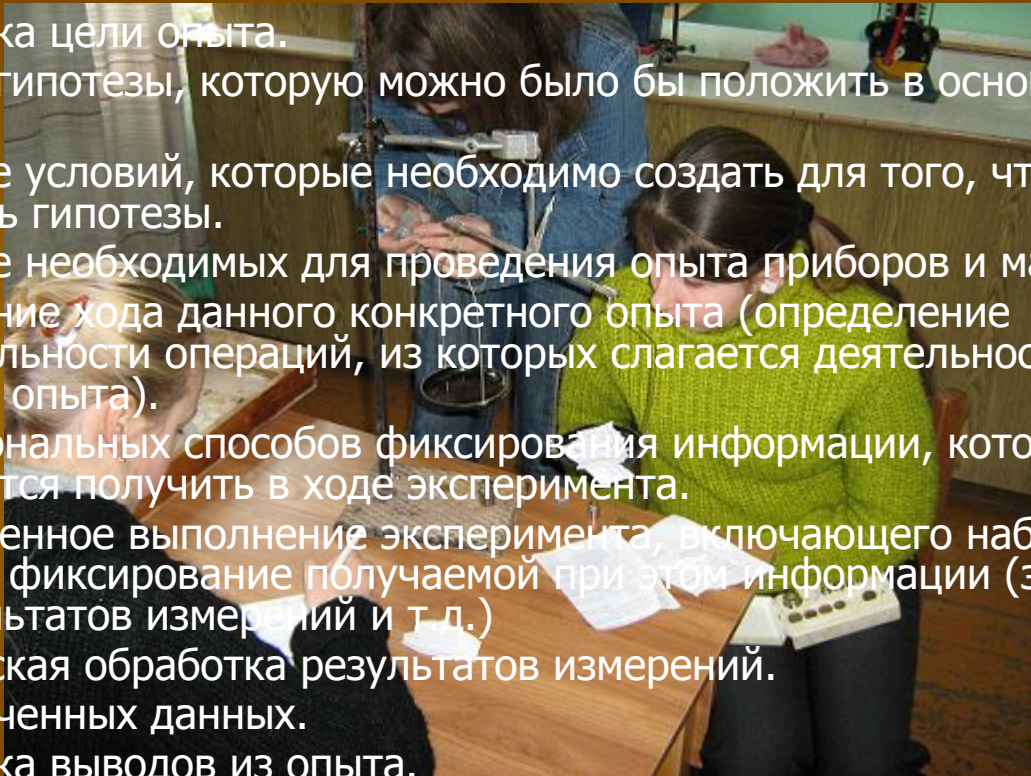 ка цели опыта.
гипотезы, которую можно было бы положить в осно
е условий, которые необходимо создать для того, чт
ь гипотезы.
е необходимых для проведения опыта приборов и ма
ние хода данного конкретного опыта (определение
льности операций, из которых слагается деятельнос
опыта).
ональных способов фиксирования информации, кото
тся получить в ходе эксперимента.
енное выполнение эксперимента, включающего наб
фиксирование получаемой при этом информации (з
льтатов измерений и т.д.)
ская обработка результатов измерений.
ченных данных.
ка выводов из опыта.